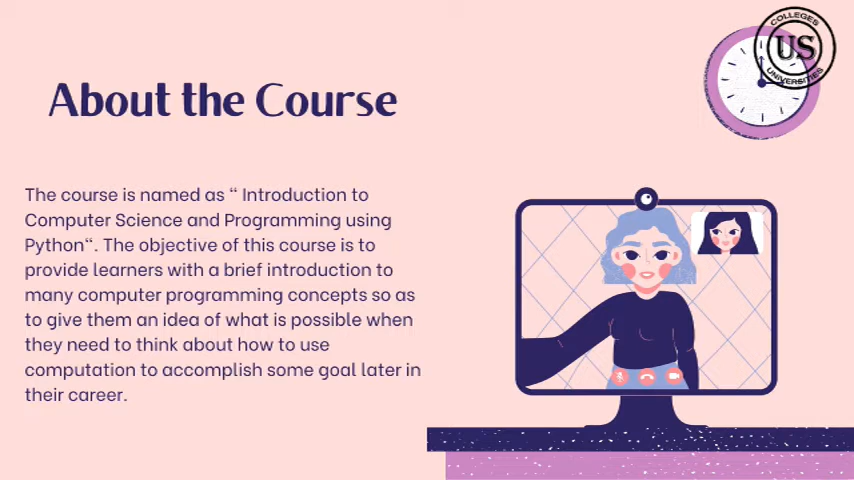 COLLEGES
US
UNIVERSITIES
About the Course
The course is named as “ Introduction to
Computer Science and Programming using
Python“. The objective of this course is to
provide learners with a brief introduction to
many computer programming concepts so as
to give them an idea of what is possible when
they need to think about how to use
computation to accomplish some goal later in
their career.